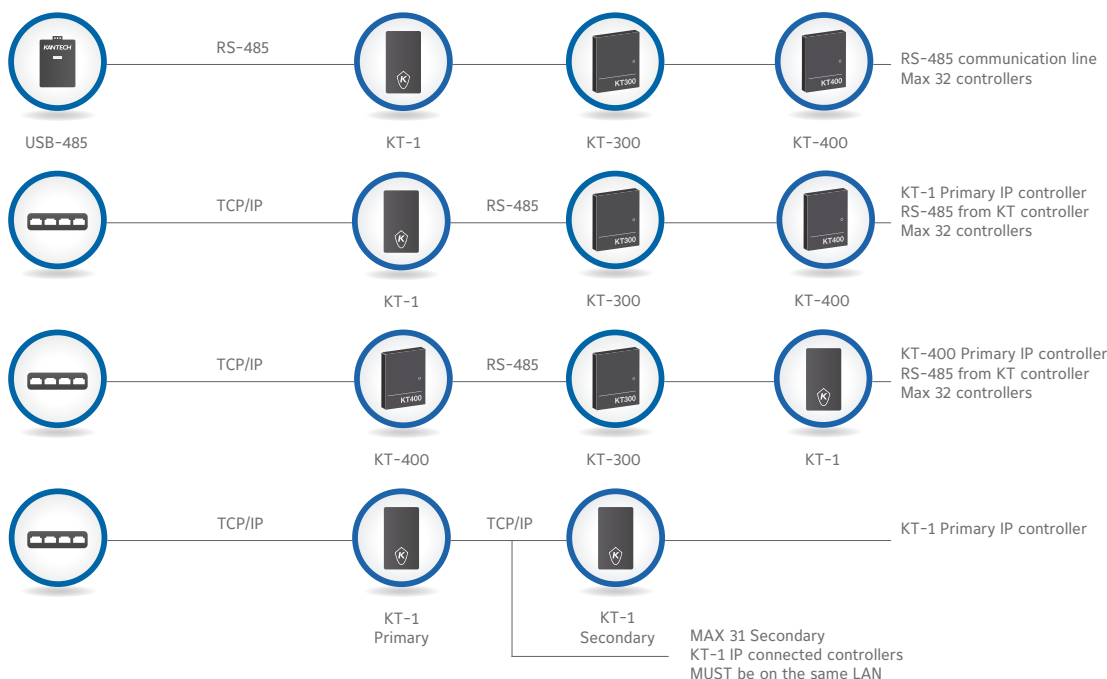 KANTECH
RS-485
KT300
KT400
RS-485 communication line
Max 32 controllers
USB-485
KT-1
KT-300
KT-400
TCP/IP
RS-485
KT300
KT400
KT-1 Primary IP controller
RS-485 from KT controller
Max 32 controllers
KT-1
KT-300
KT-400
TCP/IP
KT400
RS-485
KT300
KT-400 Primary IP controller
RS-485 from KT controller
Max 32 controllers
KT-400
KT-300
KT-1
TCP/IP
TCP/IP
KT-1 Primary IP controller
KT-1
Primary
KT-1
Secondary
MAX 31 Secondary
KT-1 IP connected controllers
MUST be on the same LAN